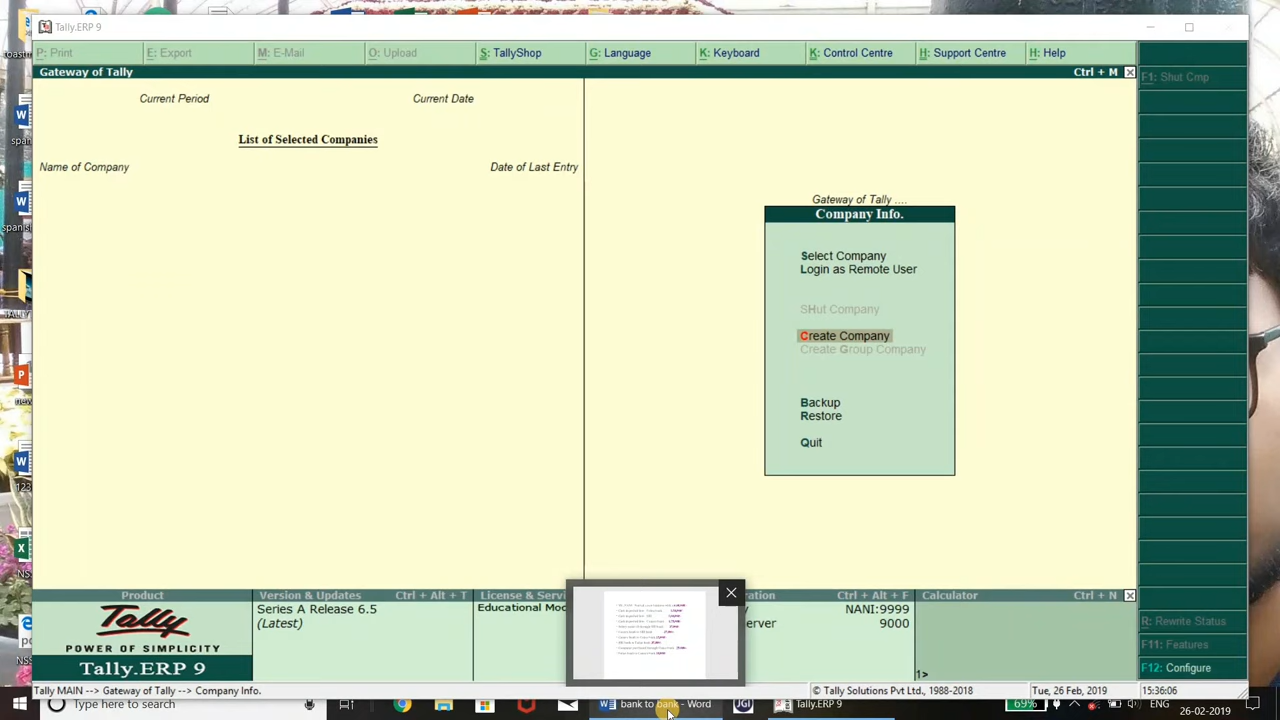 Tally.ERP 9
P: Print
E: Export
M: E-Mail
O: Upload
S: TallyShop
G: Language
K: Keyboard
K: Control Centre
H: Support Centre
H: Help
Gateway of Tally
Ctrl + M
F1: Shut Cmp
Current Period
Current Date
List of Selected Companies
Name of Company
Date of Last Entry
Gateway of Tally ....
Company Info.
Select Company
Login as Remote User
SHut Company
Create Company
Create Group Company
Backup
Restore
Quit
Product
Version & Updates
Ctrl + Alt + T
License & Servi
Ctrl + Alt + F
Calculator
Ctrl + N
Tally
POWER OF SIMPLICITY
Tally.ERP 9
Series A Release 6.5
(Latest)
Educational Mod
NANI:9999
erver
9000
1>
R: Rewrite Status
F11: Features
F12: Configure
Tally MAIN --> Gateway of Tally --> Company Info.
© Tally Solutions Pvt Ltd., 1988-2018
Tue, 26 Feb, 2019
15:36:06
Type here to search
bank to bank - Word
Tally.ERP 9
69%
ENG
26-02-2019